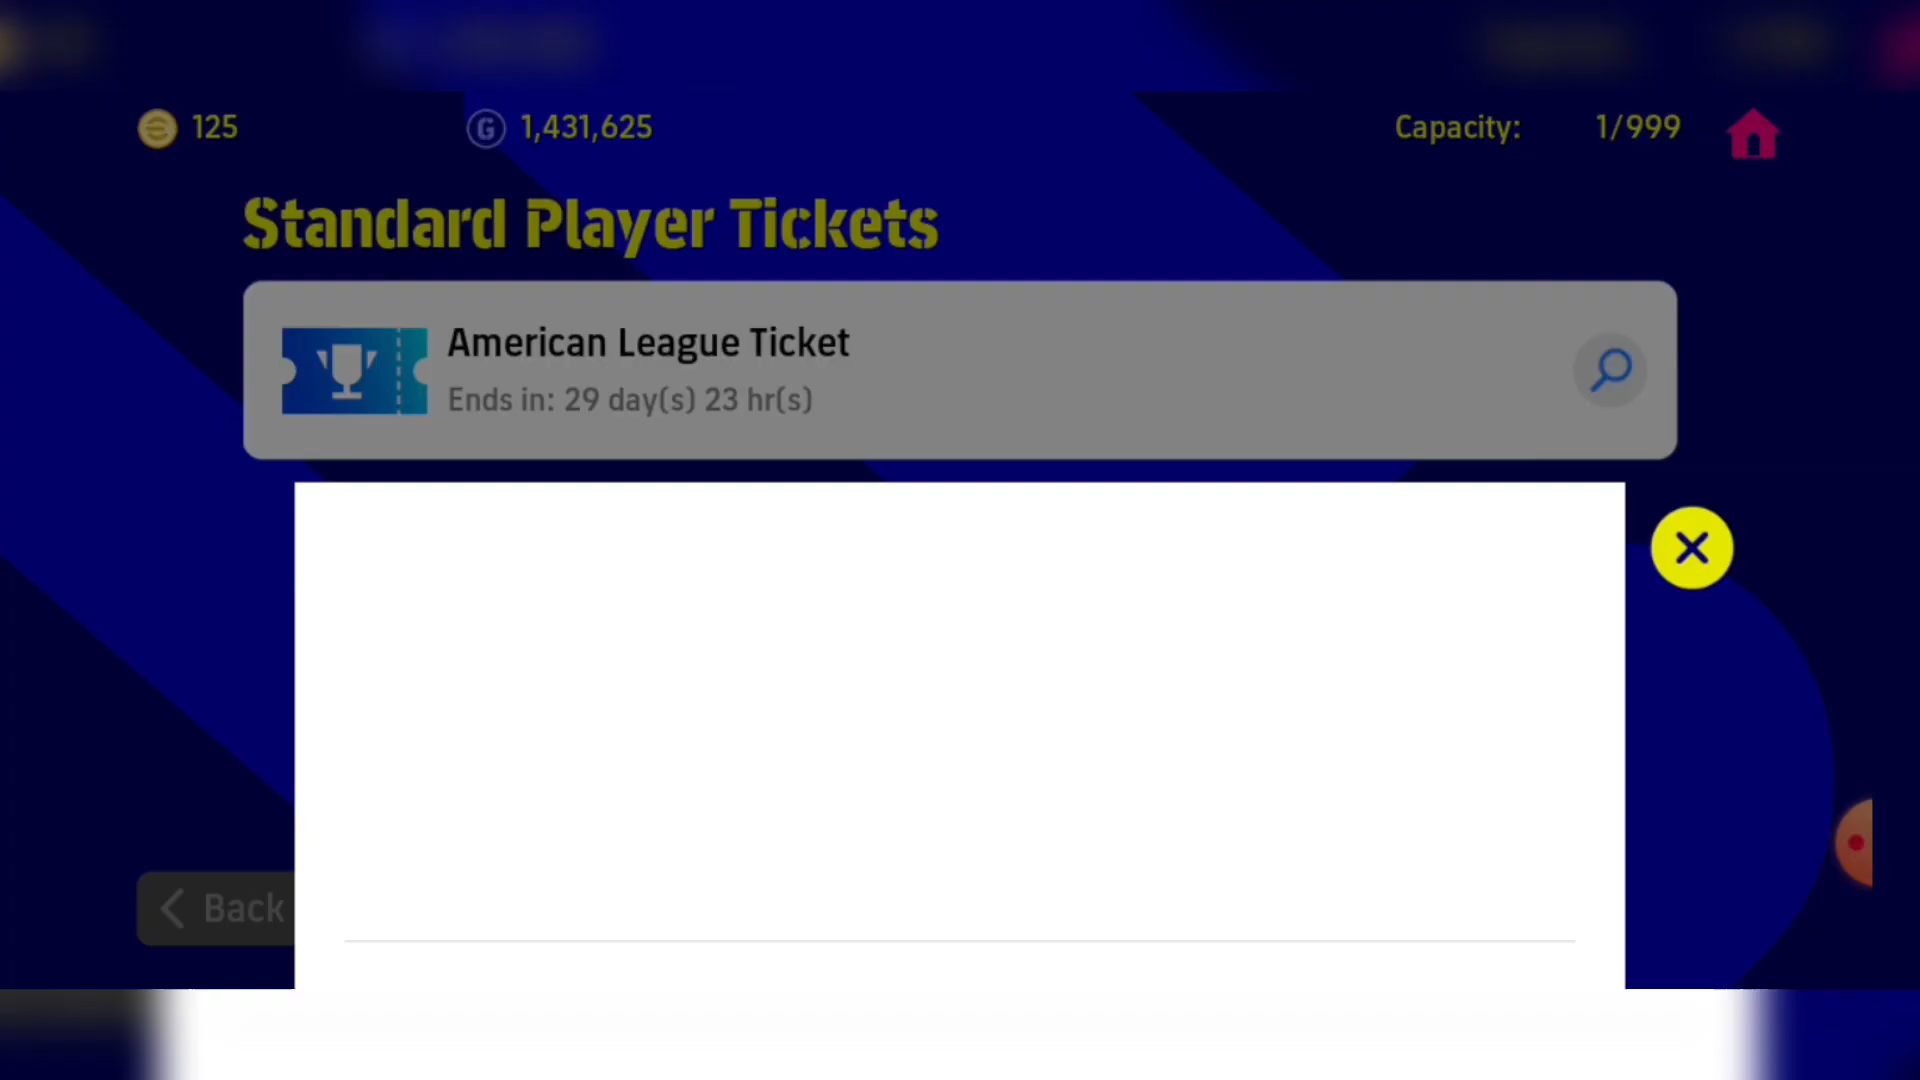 125
G 1,431,625
Capacity: 1/999
Standard Player Tickets
American League Ticket
Ends in: 29 day(s) 23 hr(s)
Back